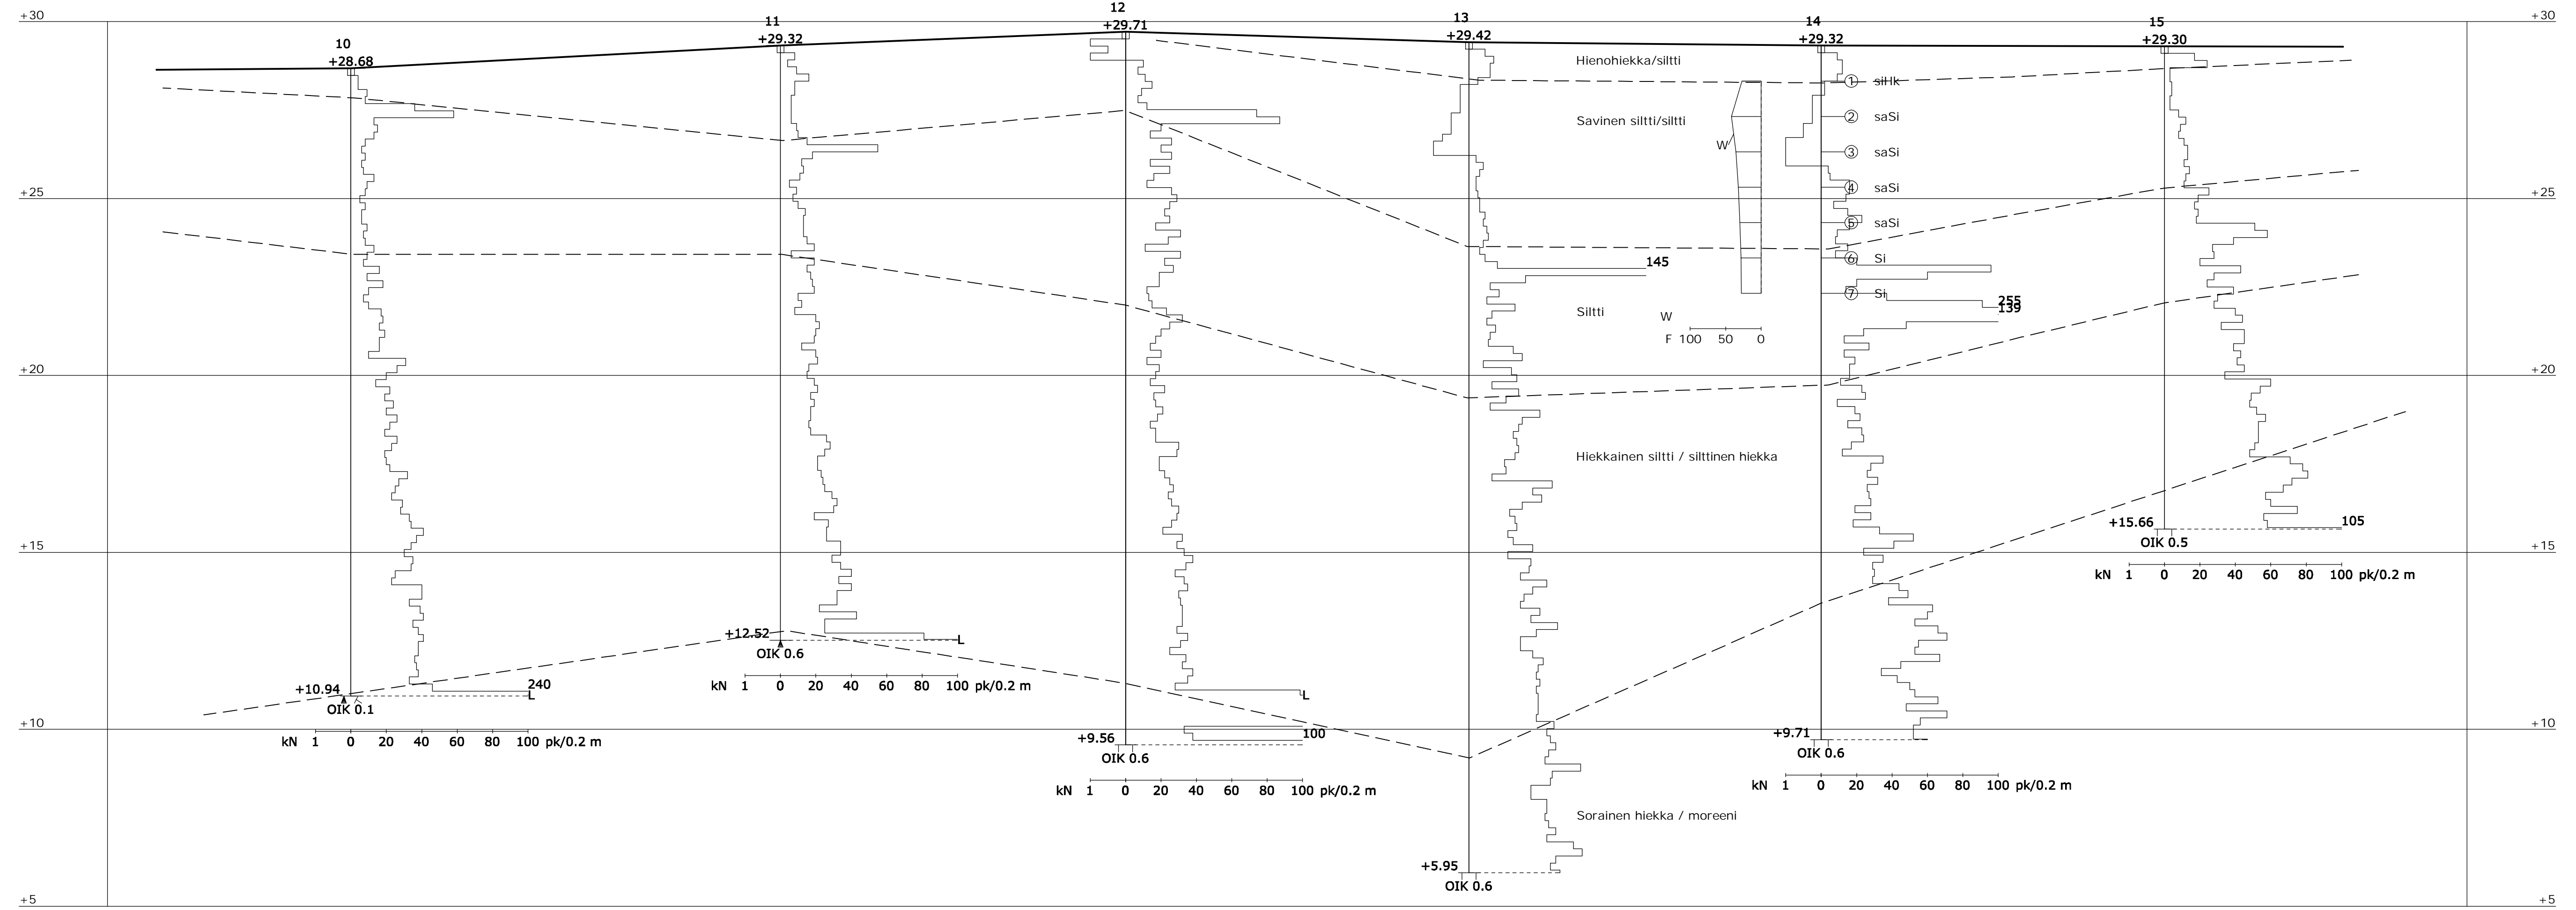 +30
+30
10
+28.68
11
+29.32
12
+29.71
13
+29.42
14
+29.32
15
+29.30
Hienohiekka/siltti
Savinen siltti/siltti
W
1 siHk
2 saSi
3 saSi
4 saSi
5 saSi
6 Si
7 Si
+25
+25
145
255
139
Siltti
W
F 100 50 0
+20
+20
Hiekkainen siltti / silttinen hiekka
+15
+15
+15.66
105
OIK 0.5
kN 1 0 20 40 60 80 100 pk/0.2 m
+12.52
L
OIK 0.6
kN 1 0 20 40 60 80 100 pk/0.2 m
+10.94
240
L
OIK 0.1
kN 1 0 20 40 60 80 100 pk/0.2 m
L
+10
+10
100
+9.56
OIK 0.6
kN 1 0 20 40 60 80 100 pk/0.2 m
+9.71
OIK 0.6
kN 1 0 20 40 60 80 100 pk/0.2 m
Sorainen hiekka / moreeni
+5.95
OIK 0.6
+5
+5